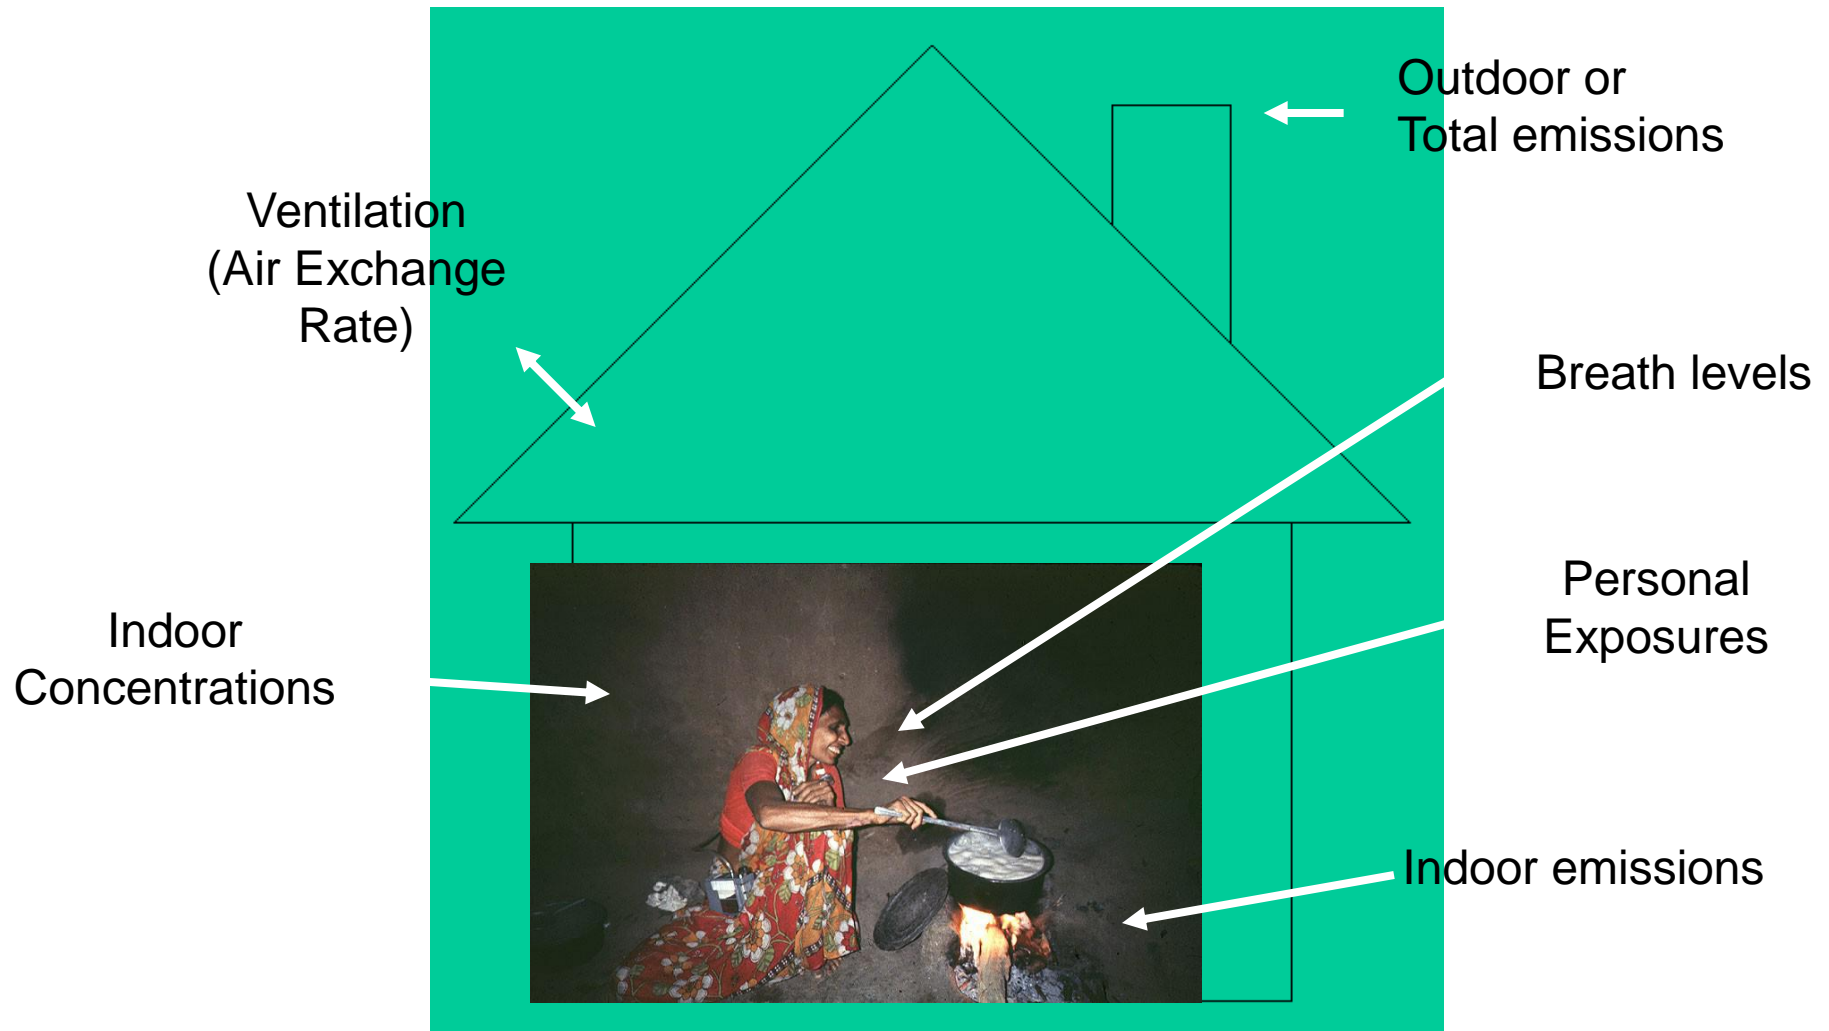 Outdoor or
Total emissions
Ventilation
(Air Exchange
Rate)
Breath levels
Personal
Exposures
Indoor
Concentrations
Indoor emissions